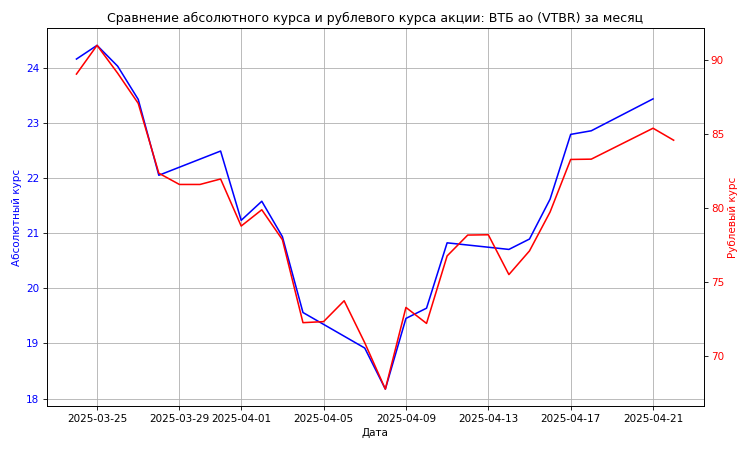 Сравнение абсолютного курса и рублевого курса акции: ВТБ ао (VTBR) за месяц
24
23
22
21
20
19
18
Абсолютный курс
90
85
80
75
70
Рублевый курс
2025-03-25 2025-03-29 2025-04-01 2025-04-05 2025-04-09 2025-04-13 2025-04-17 2025-04-21
Дата